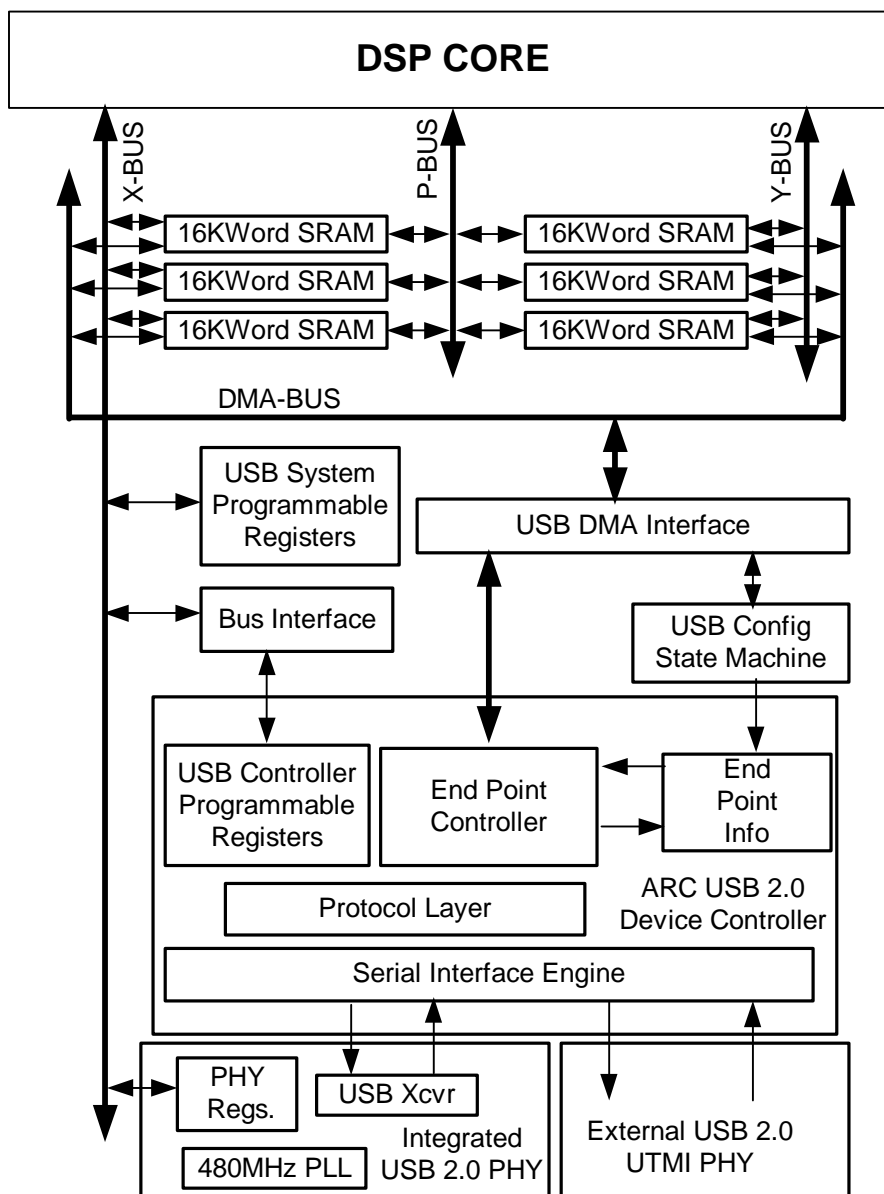 DSP CORE
X-BUS
P-BUS
Y-BUS
16KWord SRAM
16KWord SRAM
16KWord SRAM
16KWord SRAM
16KWord SRAM
16KWord SRAM
DMA-BUS
USB System
Programmable
Registers
USB DMA Interface
Bus Interface
USB Config
State Machine
USB Controller
Programmable
Registers
End Point
Controller
End
Point
Info
ARC USB 2.0
Device Controller
Protocol Layer
Serial Interface Engine
PHY
Regs.
USB Xcvr
Integrated
USB 2.0 PHY
480MHz PLL
External USB 2.0
UTMI PHY